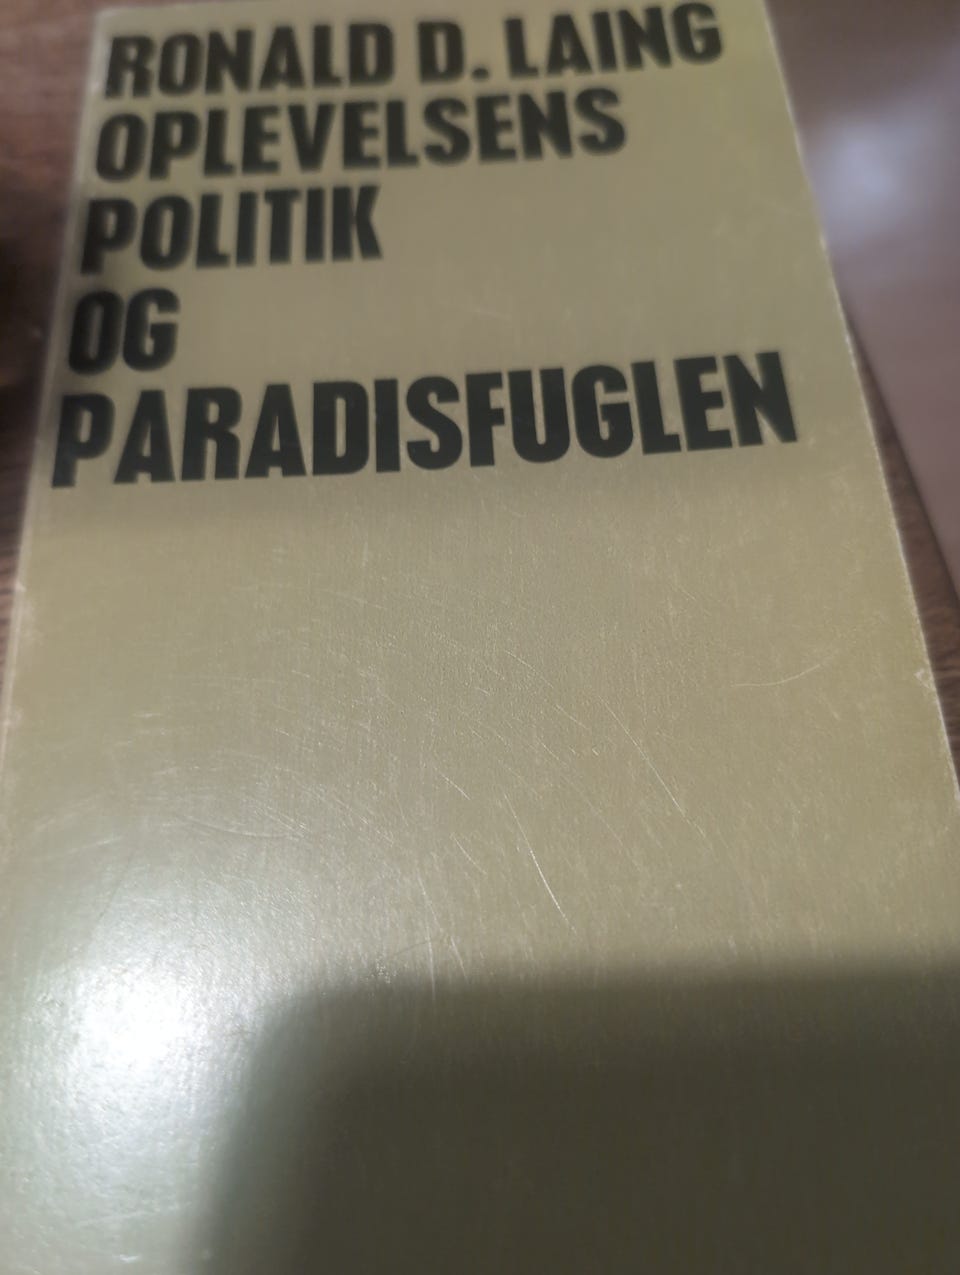 RONALD D. LAING
OPLEVELSENS
POLITIK
OG
PARADISFUGLEN